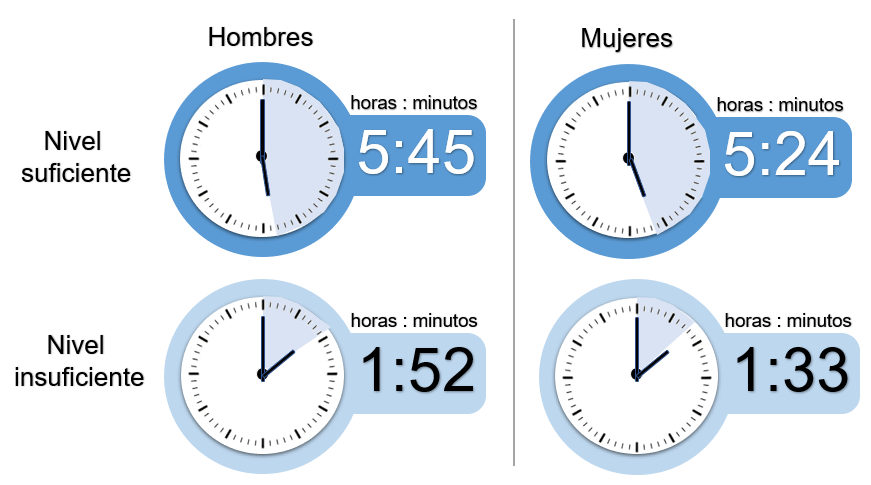 Hombres
Mujeres
Nivel
suficiente
horas : minutos
5:45
horas : minutos
5:24
Nivel
insuficiente
horas : minutos
1:52
horas : minutos
1:33